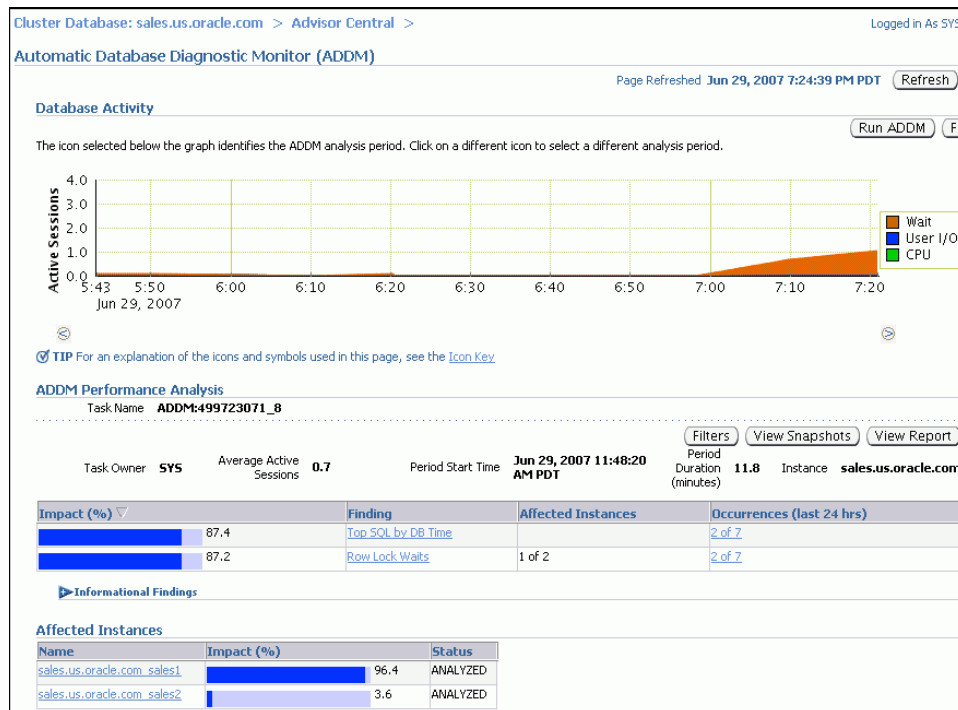 Cluster Database: sales.us.oracle.com > Advisor Central >
Logged in As SYS
Automatic Database Diagnostic Monitor (ADDM)
Page Refreshed Jun 29, 2007 7:24:39 PM PDT Refresh
Database Activity
Run ADDM F
The icon selected below the graph identifies the ADDM analysis period. Click on a different icon to select a different analysis period.
Active Sessions
4.0
3.0
2.0
1.0
0.0
5:43 5:50 6:00 6:10 6:20 6:30 6:40 6:50 7:00 7:10 7:20
Jun 29, 2007
Wait
User I/O
CPU
TIP For an explanation of the icons and symbols used in this page, see the Icon Key
ADDM Performance Analysis
Task Name ADDM:499723071_8
Filters View Snapshots View Report
Task Owner SYS Average Active Sessions 0.7 Period Start Time Jun 29, 2007 11:48:20 AM PDT Period Duration (minutes) 11.8 Instance sales.us.oracle.com
Impact (%) Finding Affected Instances Occurrences (last 24 hrs)
87.4 Top SQL by DB Time 2 of 7
87.2 Row Lock Waits 1 of 2 2 of 7
Informational Findings
Affected Instances
Name Impact (%) Status
sales.us.oracle.com_sales1 96.4 ANALYZED
sales.us.oracle.com_sales2 3.6 ANALYZED